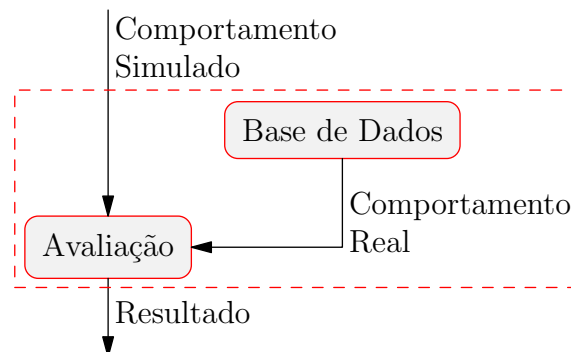 Comportamento
Simulado
Base de Dados
Comportamento
Real
Avaliação
Resultado